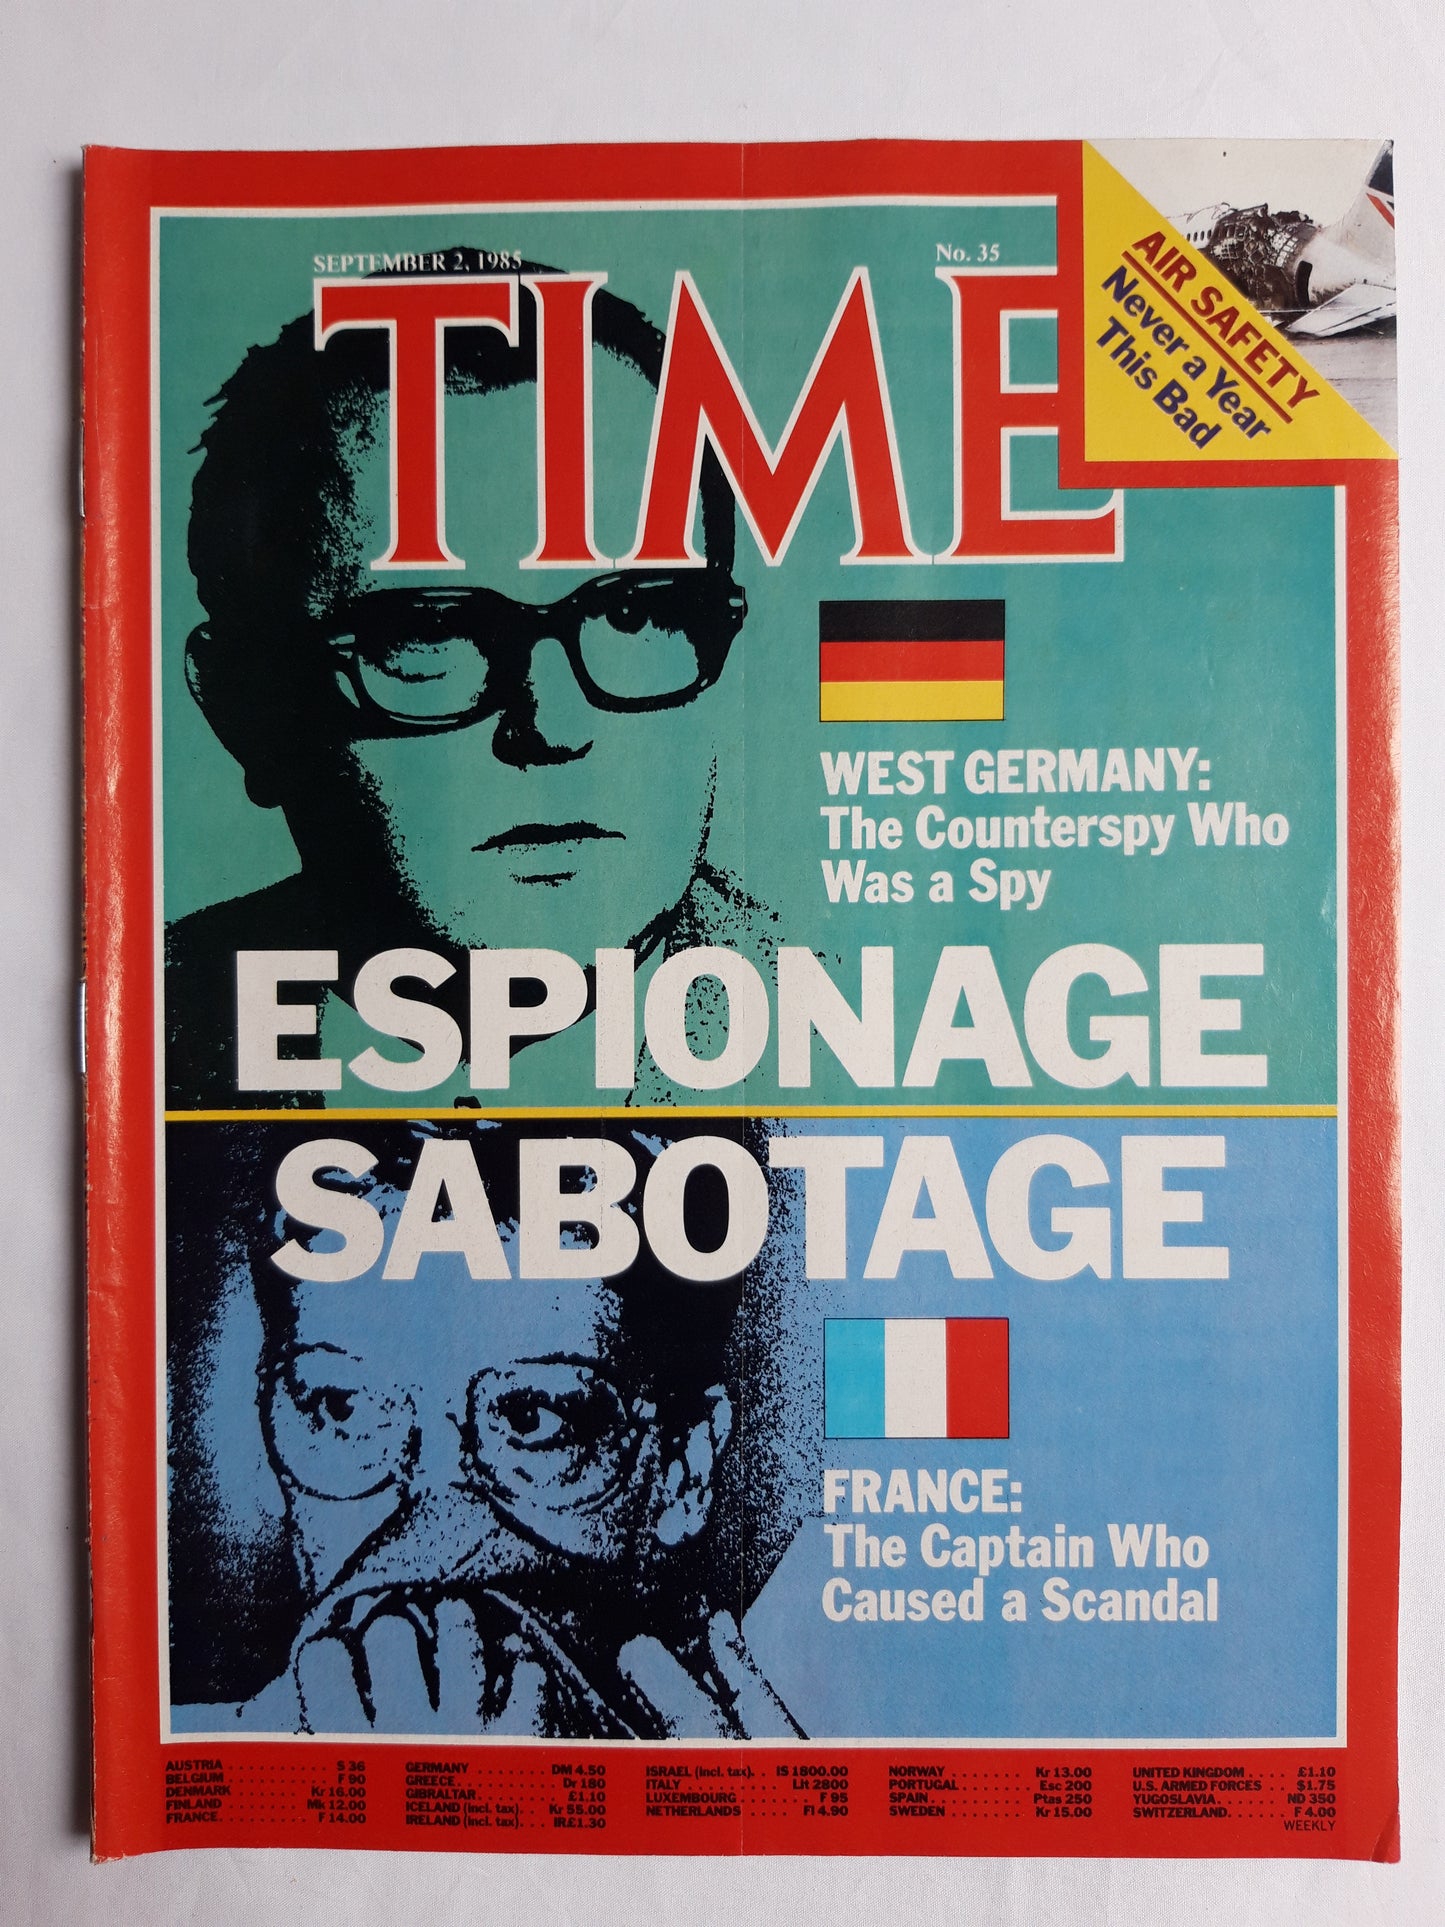 SEPTEMBER 2, 1985
No. 35
TIME
AIR SAFETY
Never a Year
This Bad
WEST GERMANY:
The Counterspy Who
Was a Spy
ESPIONAGE
SABOTAGE
FRANCE:
The Captain Who
Caused a Scandal
AUSTRIA . . . . . . . . . . . . S 36
BELGIUM . . . . . . . . . . . . F 90
DENMARK . . . . . . . . . Kr 16.00
FINLAND . . . . . . . . . Mk 12.00
FRANCE. . . . . . . . . . . F 14.00
GERMANY . . . . . . . . . DM 4.50
GREECE. . . . . . . . . . . Dr 180
GIBRALTAR. . . . . . . . . . £1.10
ICELAND (incl. tax). . . Kr 55.00
IRELAND (incl. tax). . . IR£1.30
ISRAEL (incl. tax). . IS 1800.00
ITALY . . . . . . . . . . . Lit 2800
LUXEMBOURG . . . . . . . . F 95
NETHERLANDS . . . . . . Fl 4.90
NORWAY . . . . . . . . Kr 13.00
PORTUGAL . . . . . . . Esc 200
SPAIN . . . . . . . . . . Ptas 250
SWEDEN . . . . . . . . Kr 15.00
UNITED KINGDOM . . . . £1.10
U.S. ARMED FORCES . . . $1.75
YUGOSLAVIA. . . . . . . ND 350
SWITZERLAND. . . . . . F 4.00
WEEKLY